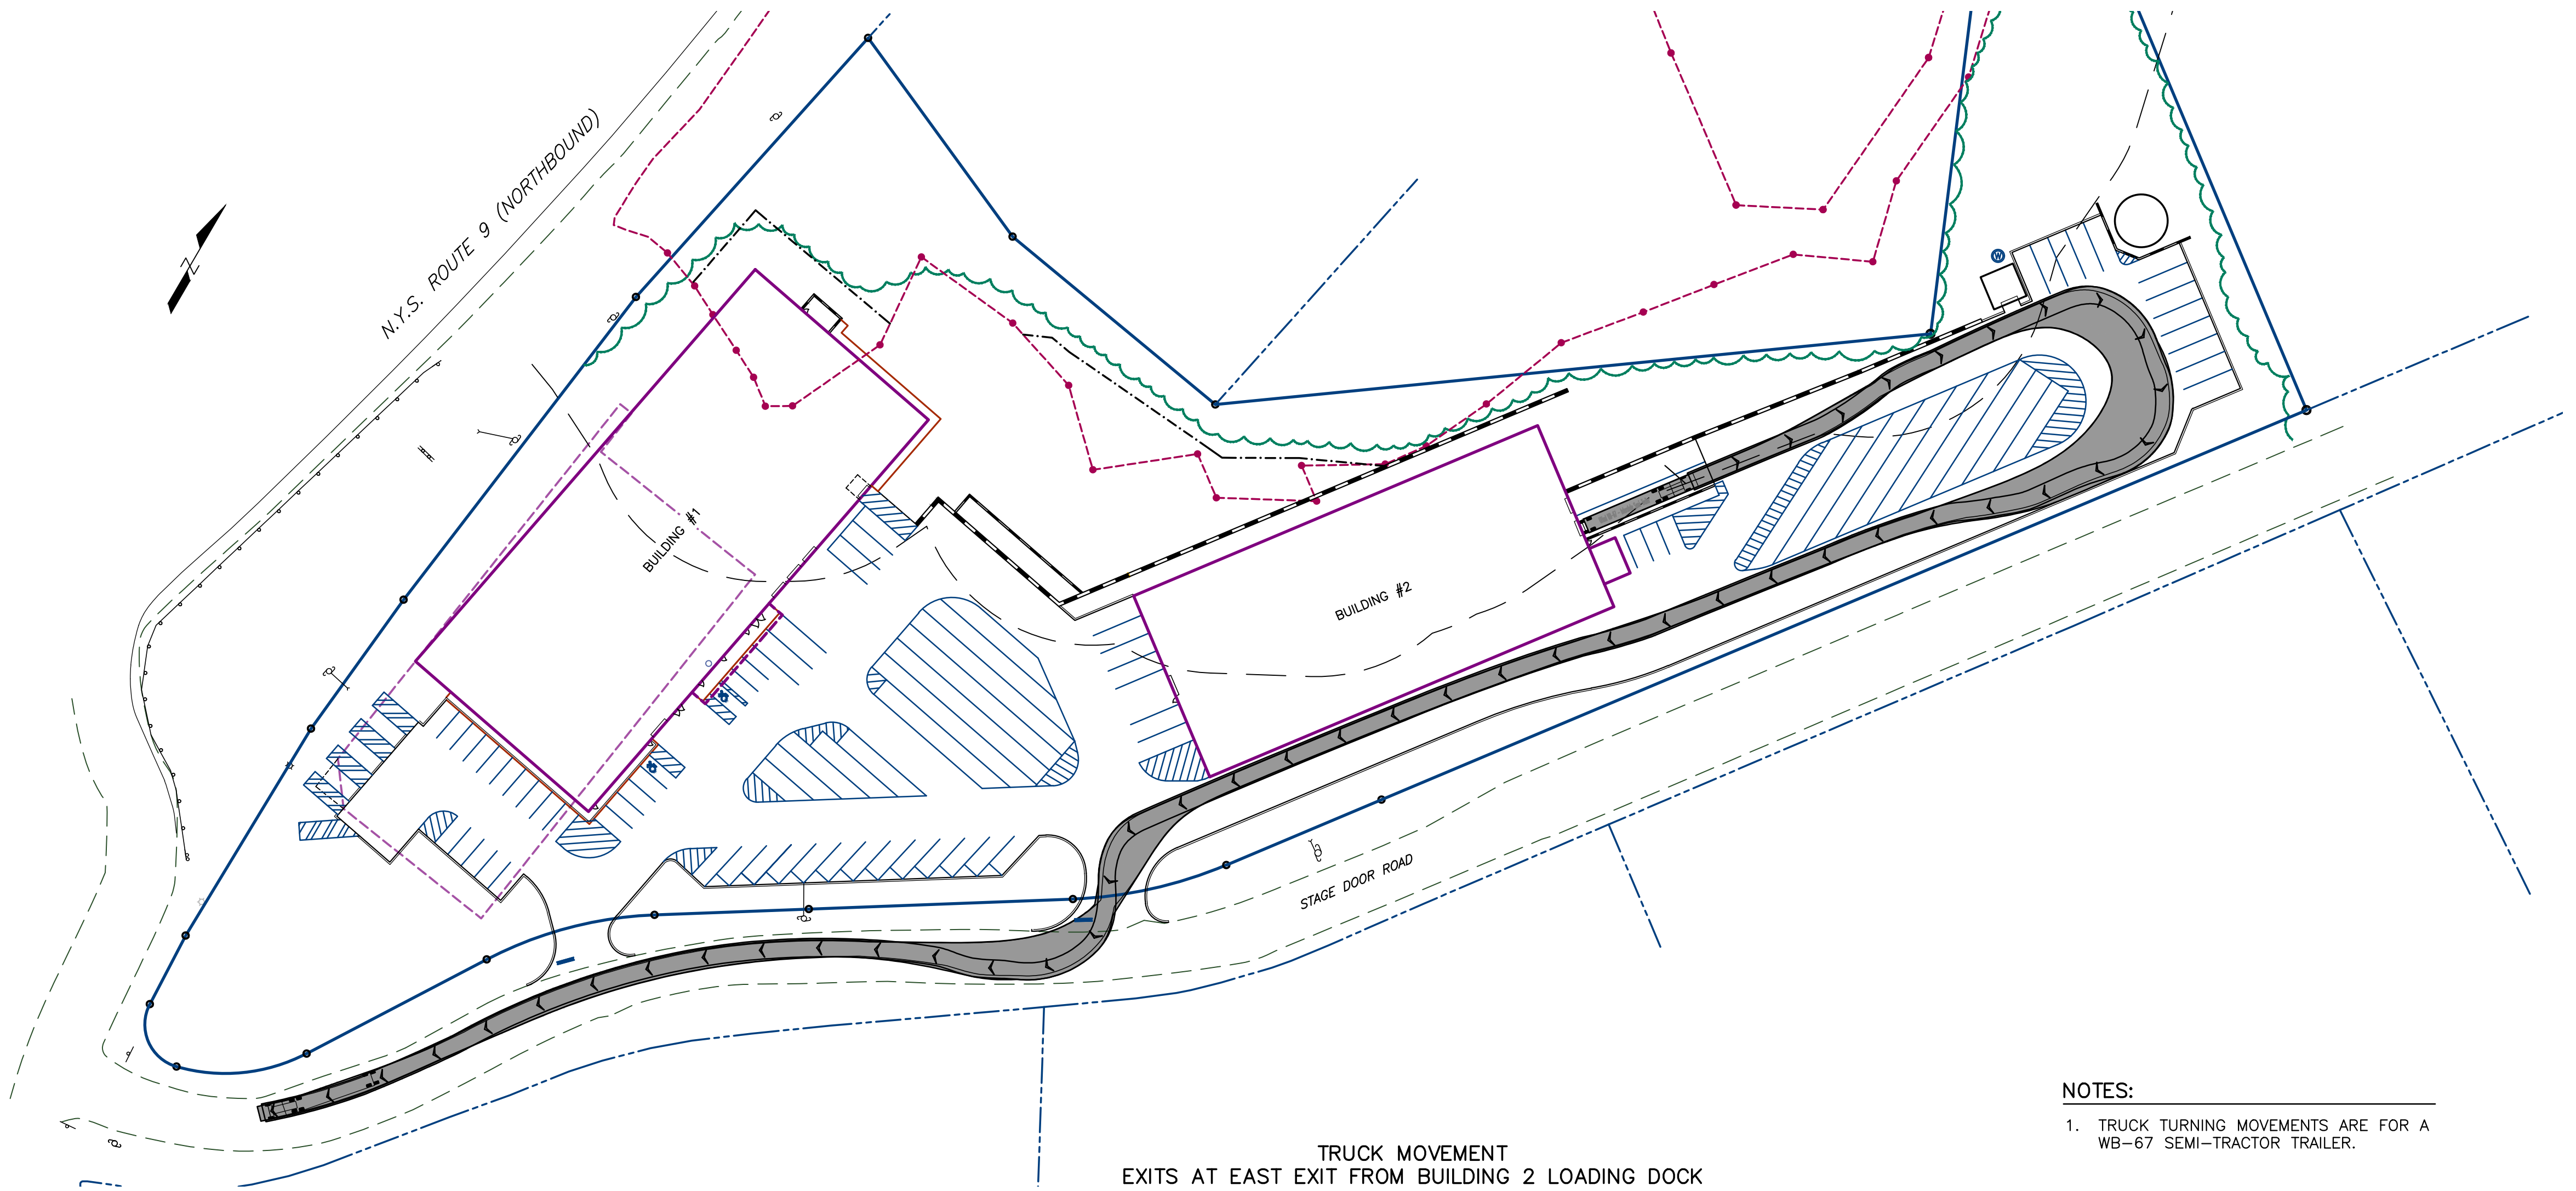 N.Y.S. ROUTE 9 (NORTHBOUND)
N
W
BUILDING #1
BUILDING #2
STAGE DOOR ROAD
NOTES:
1. TRUCK TURNING MOVEMENTS ARE FOR A
WB-67 SEMI-TRACTOR TRAILER.
TRUCK MOVEMENT
EXITS AT EAST EXIT FROM BUILDING 2 LOADING DOCK